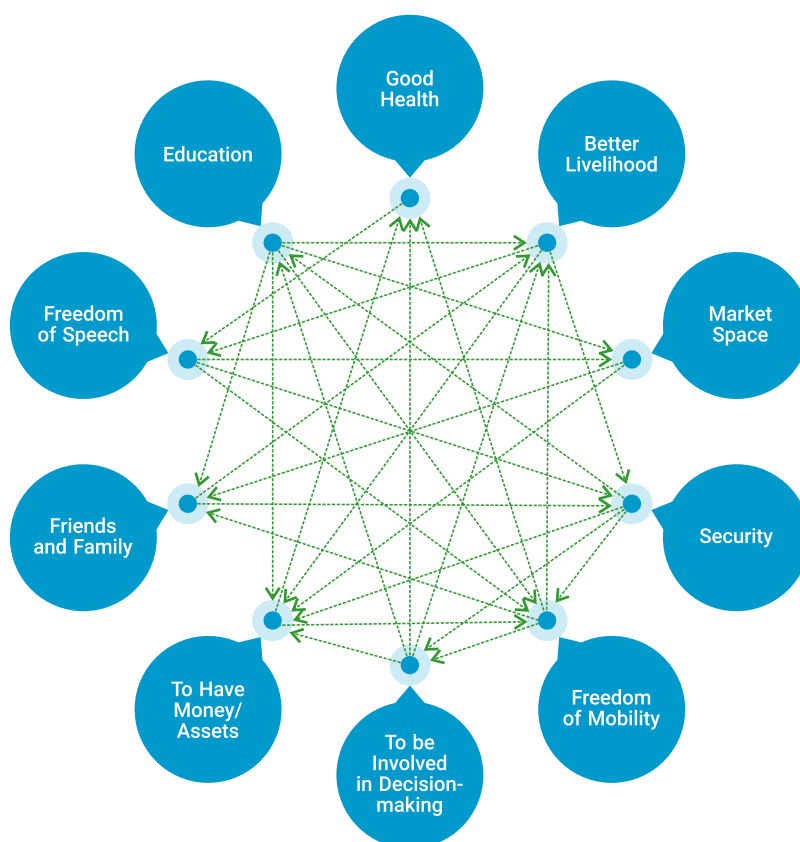 Good
Health
Education
Better
Livelihood
Freedom
of Speech
Market
Space
Friends
and Family
Security
To Have
Money/
Assets
To be
Involved
in Decision-
making
Freedom
of Mobility